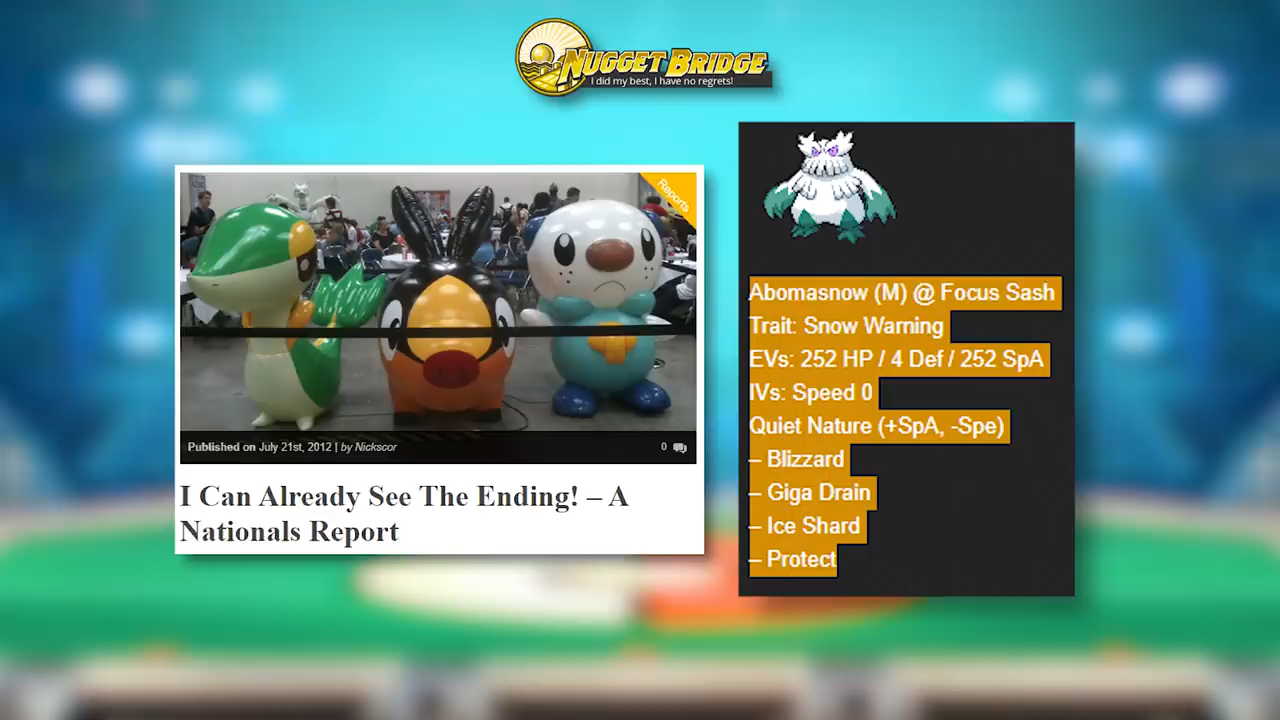 NUGGET BRIDGE
I did my best, I have no regrets!
Reports
Published on July 21st, 2012 | by Nickscor
0
I Can Already See The Ending! – A
Nationals Report
Abomasnow (M) @ Focus Sash
Trait: Snow Warning
EVs: 252 HP / 4 Def / 252 SpA
IVs: Speed 0
Quiet Nature (+SpA, -Spe)
– Blizzard
– Giga Drain
– Ice Shard
– Protect